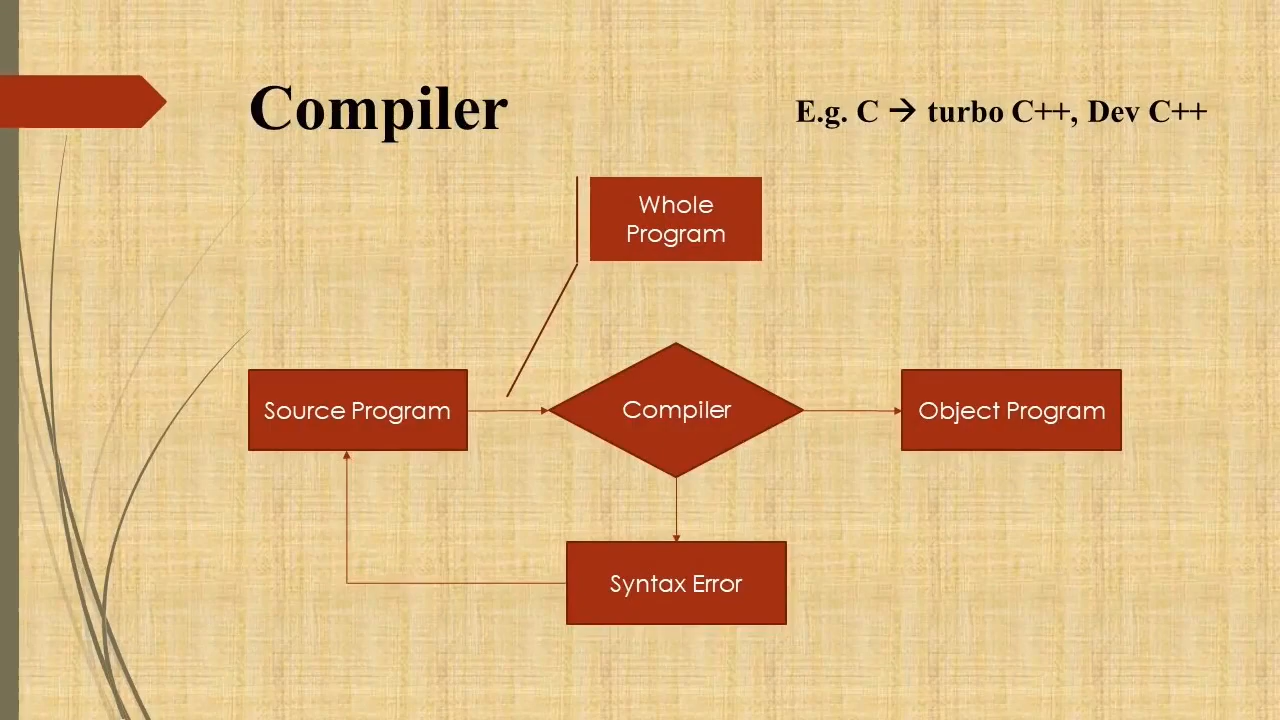 Compiler
E.g. C → turbo C++, Dev C++
Whole
Program
Source Program
Compiler
Object Program
Syntax Error